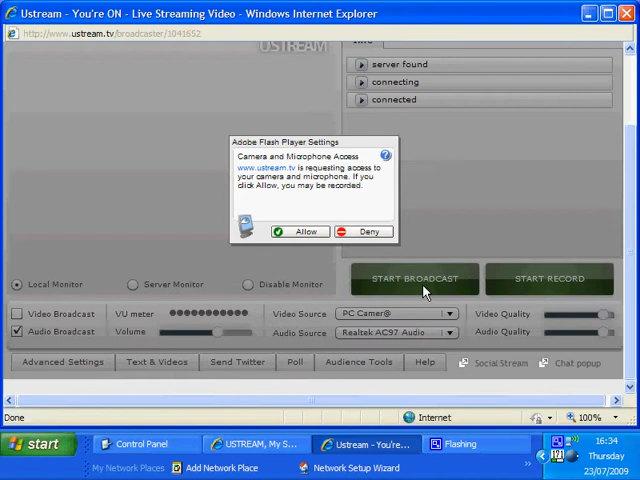 Ustream - You're ON - Live Streaming Video - Windows Internet Explorer
http://www.ustream.tv/broadcaster/1041652
USTREAM
server found
connecting
connected
Adobe Flash Player Settings
Camera and Microphone Access
www.ustream.tv is requesting access to
your camera and microphone. If you
click Allow, you may be recorded.
Allow
Deny
START BROADCAST
START RECORD
Local Monitor
Server Monitor
Disable Monitor
Video Broadcast
VU meter
Video Source
PC Camer@
Video Quality
Audio Broadcast
Volume
Audio Source
Realtek AC97 Audio
Audio Quality
Advanced Settings
Text & Videos
Send Twitter
Poll
Audience Tools
Help
Social Stream
Chat popup
Done
Internet
100%
start
Control Panel
USTREAM, My S...
Ustream - You're...
Flashing
16:34
My Network Places
Add Network Place
Network Setup Wizard
Thursday
23/07/2009